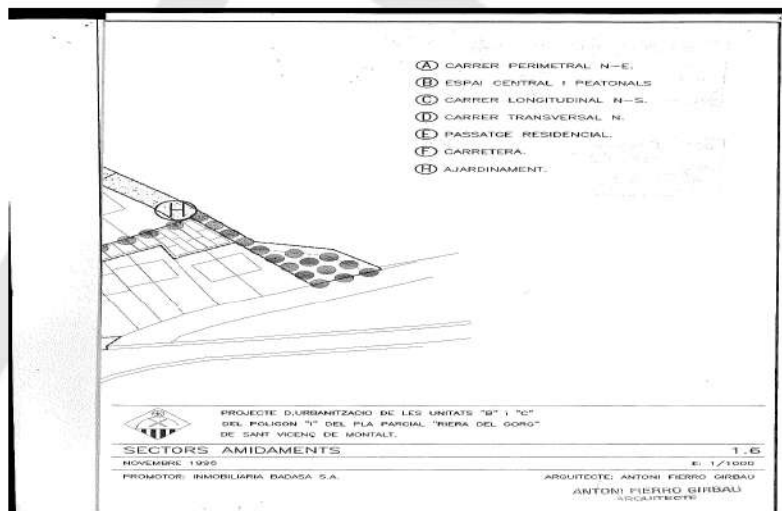 A CARRER PERIMETRAL N-E.
B ESPAI CENTRAL I PEATONALS
C CARRER LONGITUDINAL N-S.
D CARRER TRANSVERSAL N.
E PASSATGE RESIDENCIAL.
F CARRETERA.
H AJARDINAMENT.
H
PROJECTE D,URBANITZACIO DE LES UNITATS "B" I "C"
DEL POLIGON "I" DEL PLA PARCIAL "RIERA DEL GORG"
DE SANT VICENÇ DE MONTALT.
SECTORS AMIDAMENTS 1.6
NOVEMBRE 1995 E: 1/1000
PROMOTOR: INMOBILIARIA BADASA S.A. ARQUITECTE: ANTONI FIERRO GIRBAU
ANTONI FIERRO GIRBAU
ARQUITECTE